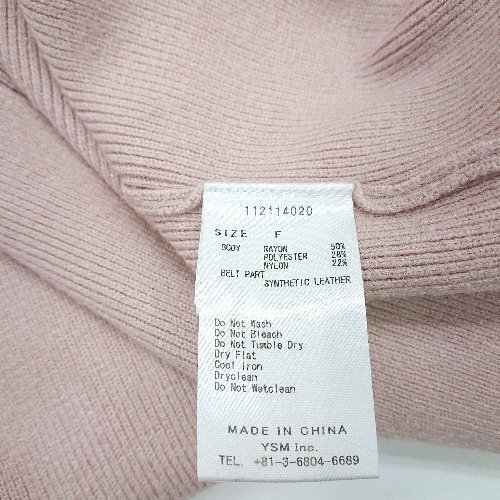 112114020
SIZE F
BODY RAYON 50%
POLYESTER 28%
NYLON 22%
BELT PART
SYNTHETIC LEATHER
Do Not Wash
Do Not Bleach
Do Not Tumble Dry
Dry Flat
Cool Iron
Dryclean
Do Not Wetclean
MADE IN CHINA
YSM Inc.
TEL. +81-3-6804-6689